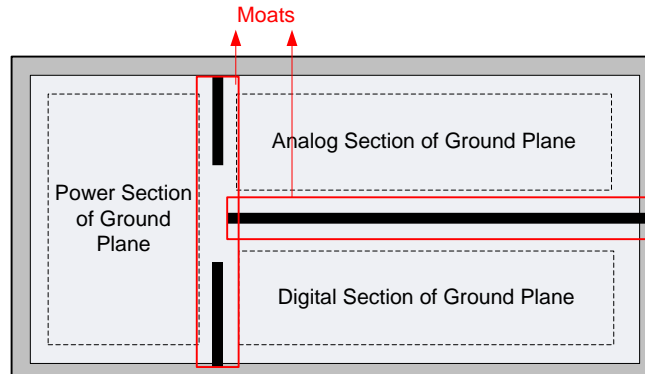 Moats
Analog Section of Ground Plane
Power Section
of Ground
Plane
Digital Section of Ground Plane